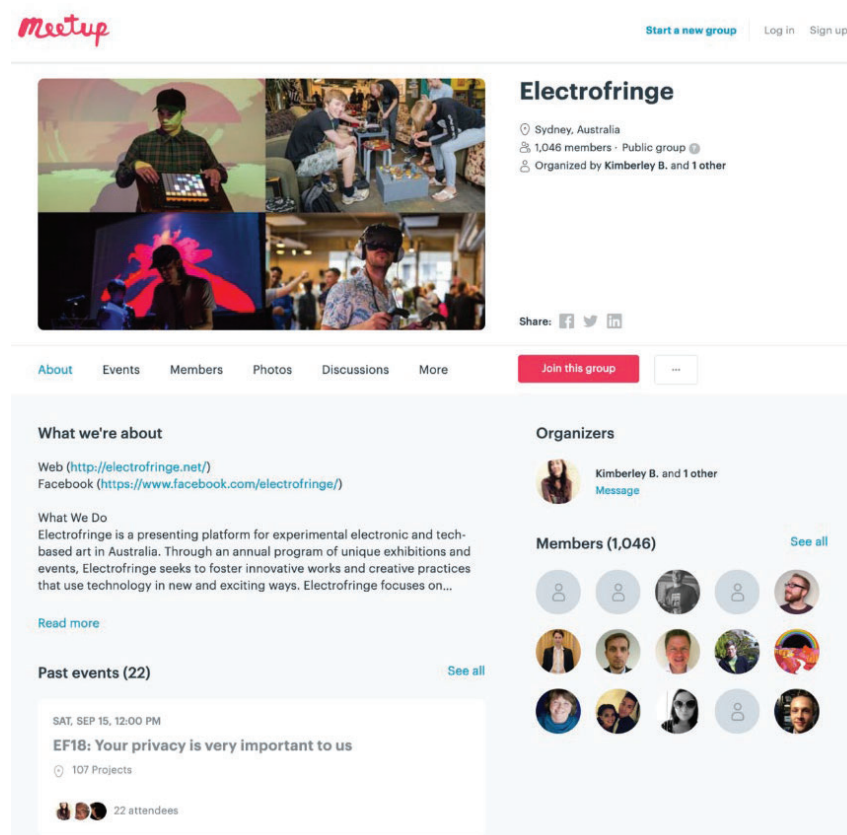 meetup
Start a new group
Log in
Sign up
Electrofringe
Sydney, Australia
1,046 members · Public group ?
Organized by Kimberley B. and 1 other
Share:
About
Events
Members
Photos
Discussions
More
Join this group
...
What we're about
Web (http://electrofringe.net/)
Facebook (https://www.facebook.com/electrofringe/)
What We Do
Electrofringe is a presenting platform for experimental electronic and tech-
based art in Australia. Through an annual program of unique exhibitions and
events, Electrofringe seeks to foster innovative works and creative practices
that use technology in new and exciting ways. Electrofringe focuses on...
Read more
Past events (22)
See all
SAT, SEP 15, 12:00 PM
EF18: Your privacy is very important to us
107 Projects
22 attendees
Organizers
Kimberley B. and 1 other
Message
Members (1,046)
See all